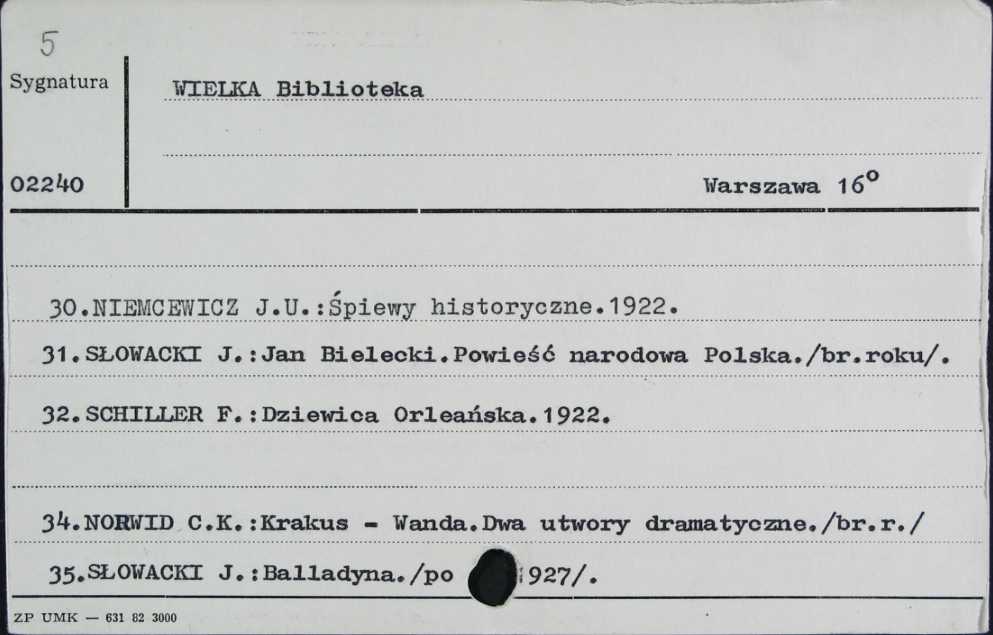 5
Sygnatura
WIELKA Biblioteka
02240
Warszawa 16°
30.NIEMCEWICZ J.U.:Śpiewy historyczne.1922.
31.SŁOWACKI J.:Jan Bielecki.Powieść narodowa Polska./br.roku/.
32.SCHILLER F.:Dziewica Orleańska.1922.
34.NORWID C.K.:Krakus - Wanda.Dwa utwory dramatyczne./br.r./
35.SŁOWACKI J.:Balladyna./po 1927/.
ZP UMK — 631 82 3000